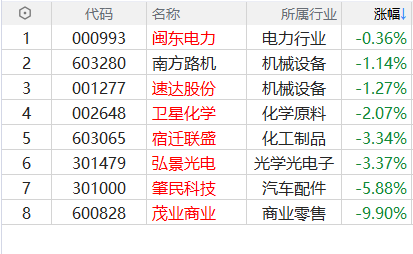 代码 名称 所属行业 涨幅↓
1 000993 闽东电力 电力行业 -0.36%
2 603280 南方路机 机械设备 -1.14%
3 001277 速达股份 机械设备 -1.27%
4 002648 卫星化学 化学原料 -2.07%
5 603065 宿迁联盛 化工制品 -3.34%
6 301479 弘景光电 光学光电子 -3.37%
7 301000 肇民科技 汽车配件 -5.88%
8 600828 茂业商业 商业零售 -9.90%